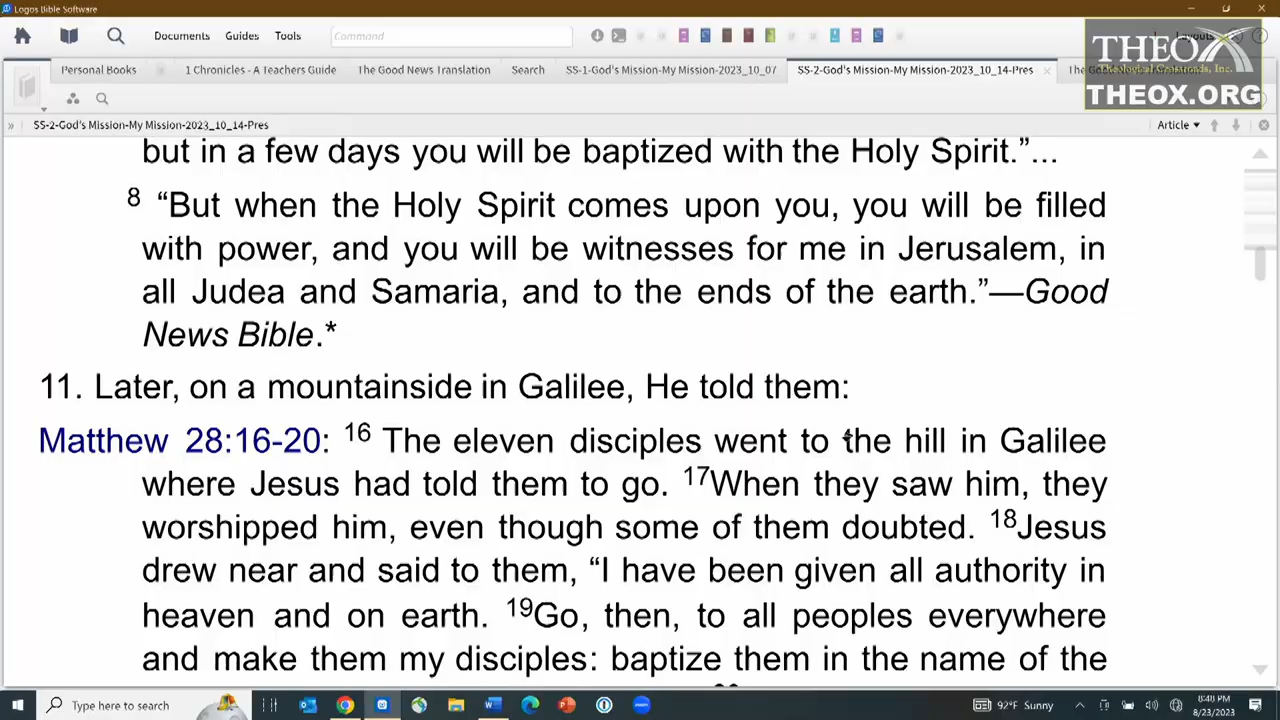 Logos Bible Software
Documents Guides Tools Command
THEOX
Theological Crossroads, Inc.
THEOX.ORG
Personal Books 1 Chronicles - A Teachers Guide The Good News Search SS-1-God's Mission-My Mission-2023_10_07 SS-2-God's Mission-My Mission-2023_10_14-Pres
SS-2-God's Mission-My Mission-2023_10_14-Pres Article
but in a few days you will be baptized with the Holy Spirit.”...
8 “But when the Holy Spirit comes upon you, you will be filled
with power, and you will be witnesses for me in Jerusalem, in
all Judea and Samaria, and to the ends of the earth.”—Good
News Bible.*
11. Later, on a mountainside in Galilee, He told them:
Matthew 28:16-20: 16 The eleven disciples went to the hill in Galilee
where Jesus had told them to go. 17When they saw him, they
worshipped him, even though some of them doubted. 18Jesus
drew near and said to them, “I have been given all authority in
heaven and on earth. 19Go, then, to all peoples everywhere
and make them my disciples: baptize them in the name of the
Type here to search 92°F Sunny 8:48 PM
8/23/2023